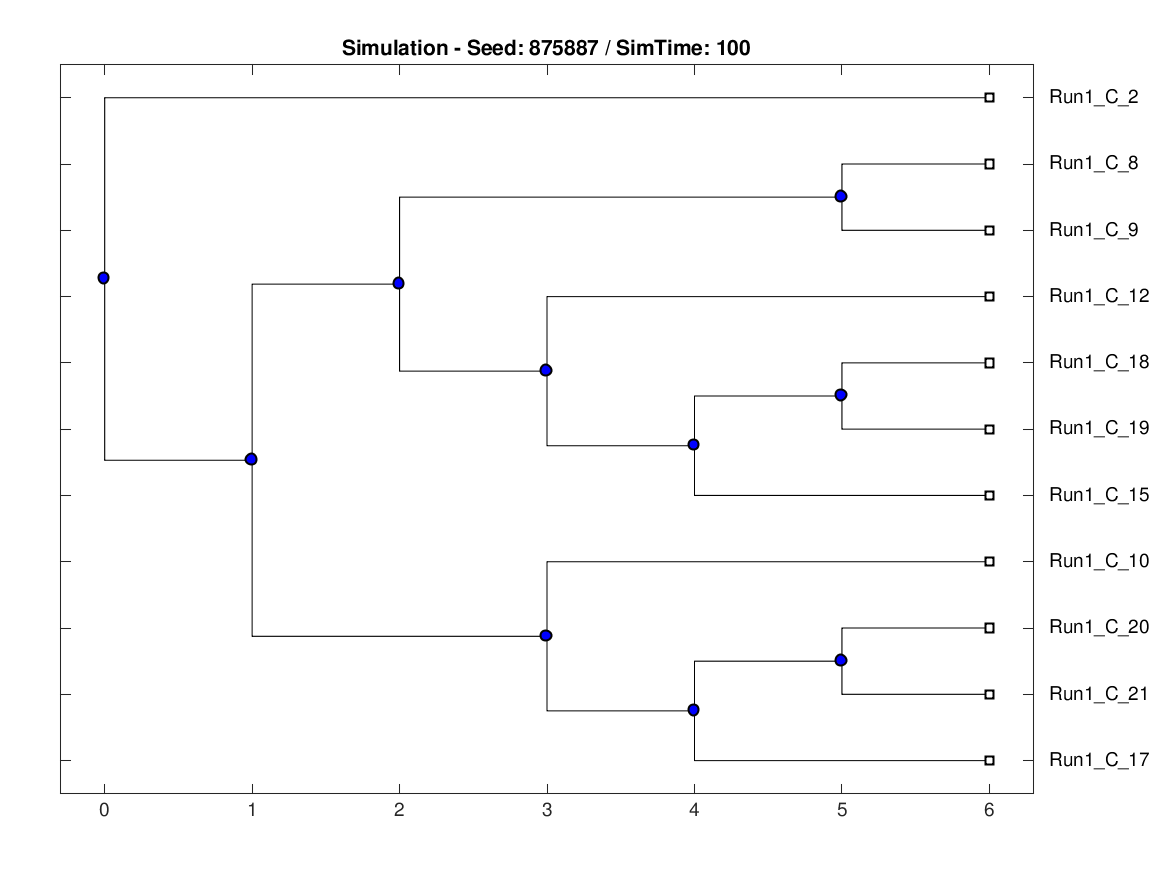 Simulation - Seed: 875887 / SimTime: 100
Run1_C_2
Run1_C_8
Run1_C_9
Run1_C_12
Run1_C_18
Run1_C_19
Run1_C_15
Run1_C_10
Run1_C_20
Run1_C_21
Run1_C_17
0 1 2 3 4 5 6